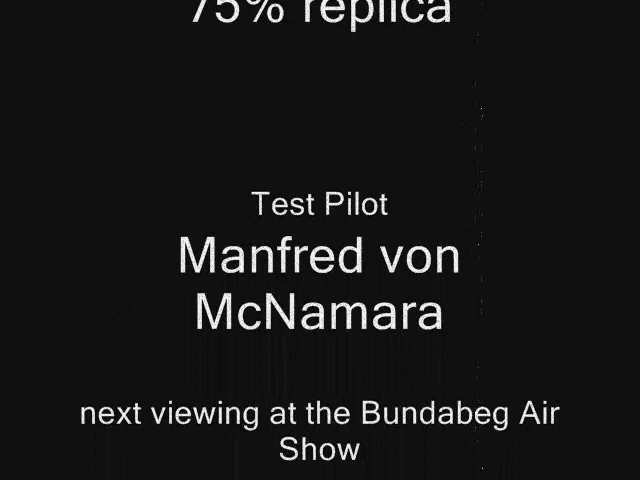 75% replica
Test Pilot
Manfred von
McNamara
next viewing at the Bundabeg Air
Show